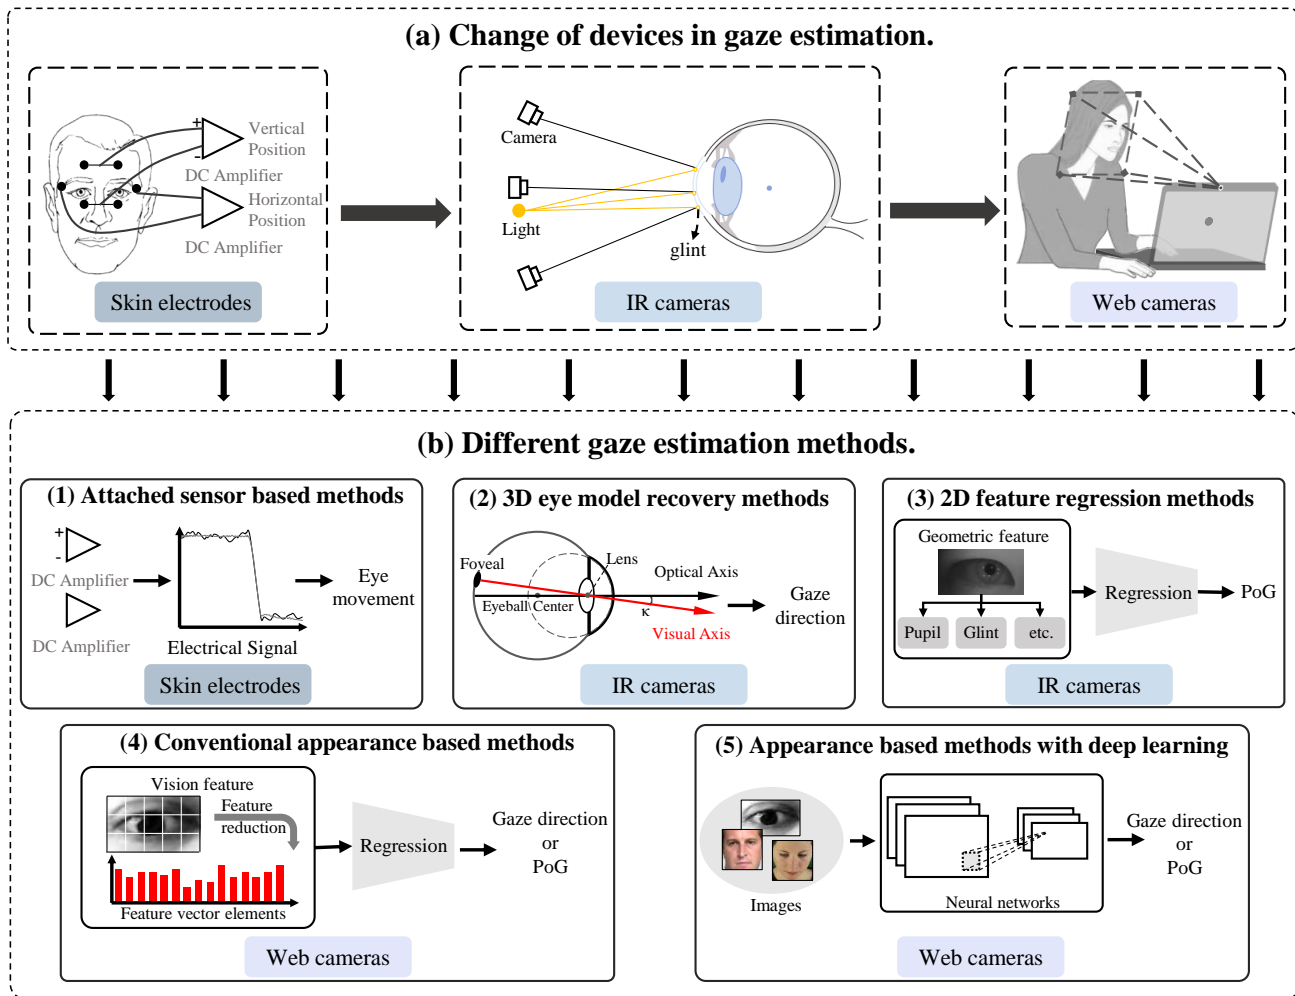 (a) Change of devices in gaze estimation.
+
-
Vertical
Position
DC Amplifier
Horizontal
Position
DC Amplifier
Skin electrodes
Camera
Light
glint
IR cameras
Web cameras
(b) Different gaze estimation methods.
(1) Attached sensor based methods
+
-
DC Amplifier
DC Amplifier
Electrical Signal
Eye
movement
Skin electrodes
(2) 3D eye model recovery methods
Foveal
Lens
Optical Axis
Eyeball Center
κ
Visual Axis
Gaze
direction
IR cameras
(3) 2D feature regression methods
Geometric feature
Pupil
Glint
etc.
Regression
PoG
IR cameras
(4) Conventional appearance based methods
Vision feature
Feature
reduction
Feature vector elements
Regression
Gaze direction
or
PoG
Web cameras
(5) Appearance based methods with deep learning
Images
Neural networks
Gaze direction
or
PoG
Web cameras